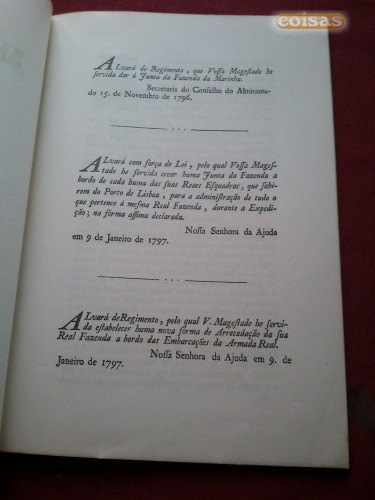 coisas
ALvará de Regimento, que Vossa Magestade he
servida dar á Junta da Fazenda da Marinha.
Secretaria do Conselho do Almiranta-
do 15. de Novembro de 1796.
ALvará com força de Lei, pelo qual Vossa Mages-
tade he servida crear huma Junta da Fazenda a
bordo de cada huma das suas Reaes Esquadras, que sahi-
rem do Porto de Lisboa, para a administração de tudo o
que pertence á mesma Real Fazenda, durante a Expedi-
ção; na fórma assima declarada.
Nossa Senhora da Ajuda
em 9 de Janeiro de 1797.
ALvará de Regimento, pelo qual V. Magestade he servi-
da estabelecer huma nova fórma de Arrecadação da sua
Real Fazenda a bordo das Embarcações da Armada Real.
Nossa Senhora da Ajuda em 9. de
Janeiro de 1797.